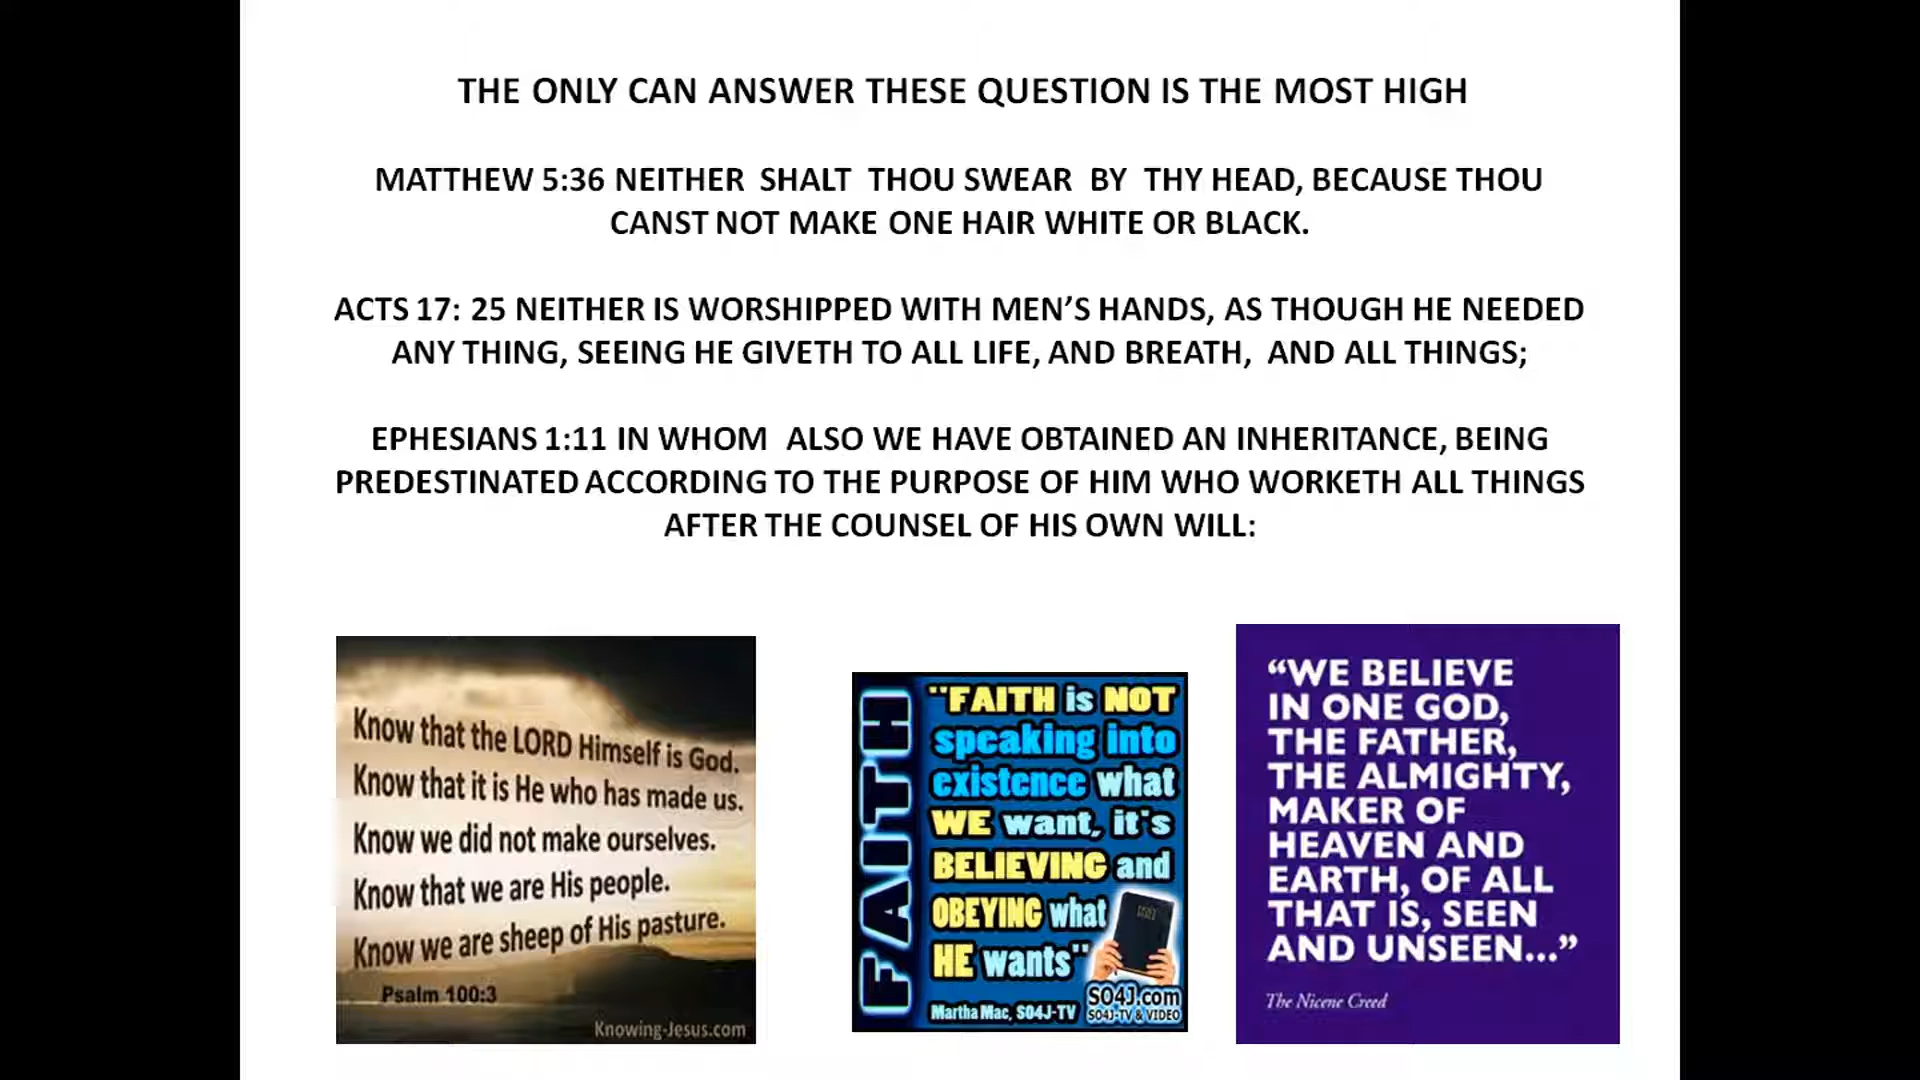 THE ONLY CAN ANSWER THESE QUESTION IS THE MOST HIGH
MATTHEW 5:36 NEITHER SHALT THOU SWEAR BY THY HEAD, BECAUSE THOU
CANST NOT MAKE ONE HAIR WHITE OR BLACK.
ACTS 17: 25 NEITHER IS WORSHIPPED WITH MEN'S HANDS, AS THOUGH HE NEEDED
ANY THING, SEEING HE GIVETH TO ALL LIFE, AND BREATH, AND ALL THINGS;
EPHESIANS 1:11 IN WHOM ALSO WE HAVE OBTAINED AN INHERITANCE, BEING
PREDESTINATED ACCORDING TO THE PURPOSE OF HIM WHO WORKETH ALL THINGS
AFTER THE COUNSEL OF HIS OWN WILL:
Know that the LORD Himself is God.
Know that it is He who has made us.
Know we did not make ourselves.
Know that we are His people.
Know we are sheep of His pasture.
Psalm 100:3
Knowing-Jesus.com
FAITH
"FAITH is NOT
speaking into
existence what
WE want, it's
BELIEVING and
OBEYING what
HE wants"
Martha Mac, SO4J-TV
SO4J.com
SO4J-TV & VIDEO
"WE BELIEVE
IN ONE GOD,
THE FATHER,
THE ALMIGHTY,
MAKER OF
HEAVEN AND
EARTH, OF ALL
THAT IS, SEEN
AND UNSEEN..."
The Nicene Creed